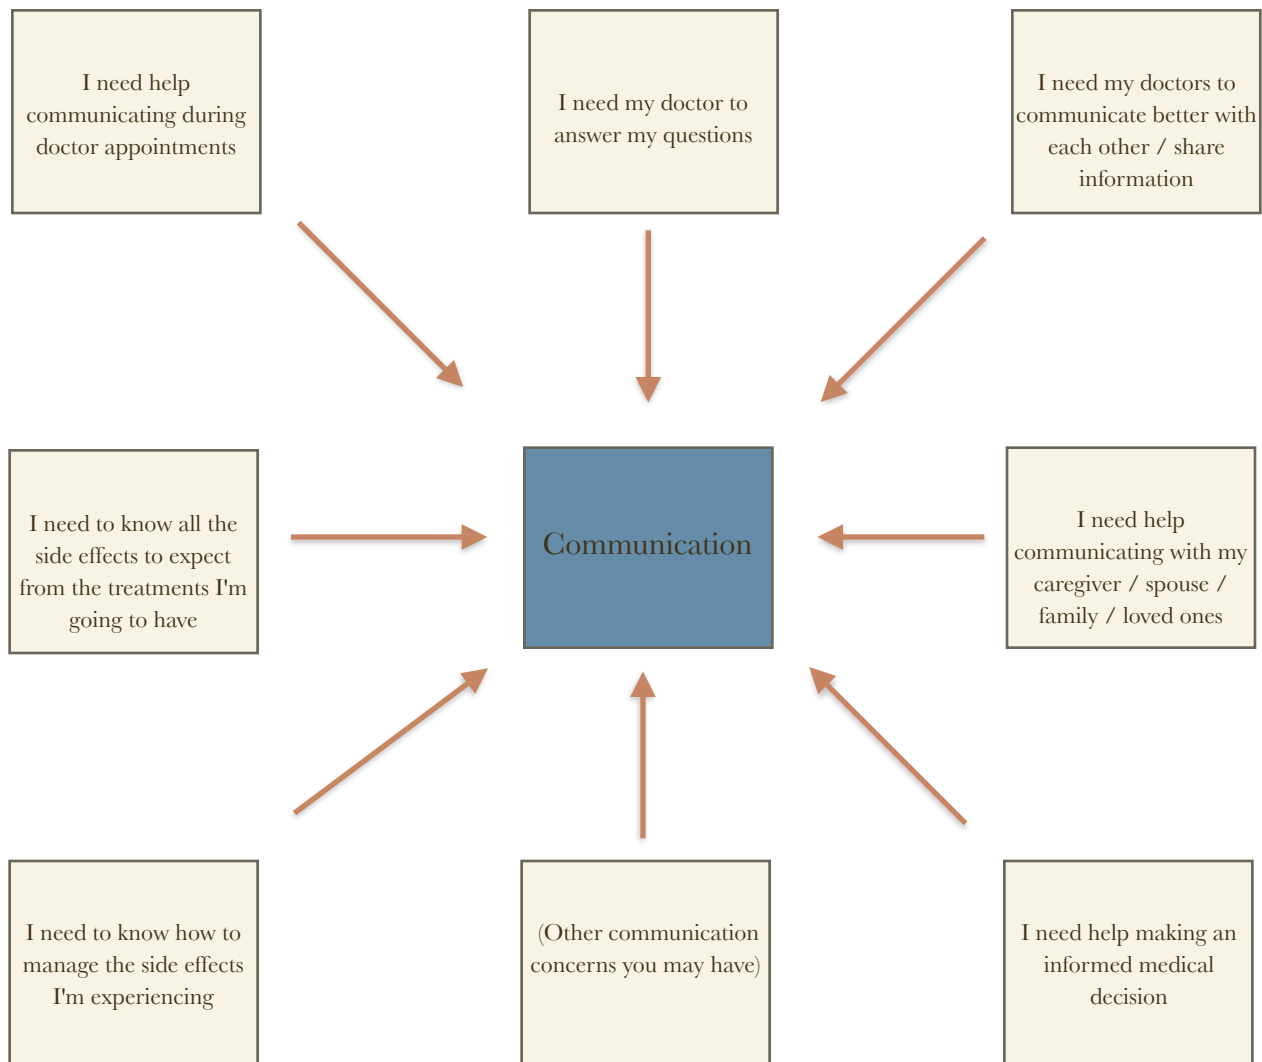 I need help
communicating during
doctor appointments
I need my doctor to
answer my questions
I need my doctors to
communicate better with
each other / share
information
I need to know all the
side effects to expect
from the treatments I'm
going to have
Communication
I need help
communicating with my
caregiver / spouse /
family / loved ones
I need to know how to
manage the side effects
I'm experiencing
(Other communication
concerns you may have)
I need help making an
informed medical
decision